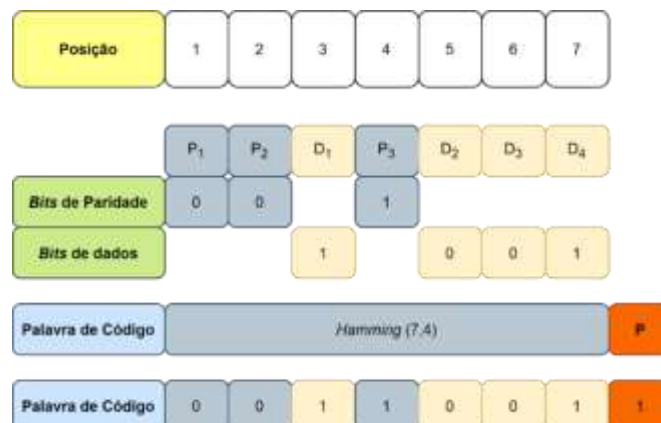 Posição 1 2 3 4 5 6 7
P₁ P₂ D₁ P₃ D₂ D₃ D₄
Bits de Paridade 0 0 1
Bits de dados 1 0 0 1
Palavra de Código Hamming (7,4) P
Palavra de Código 0 0 1 1 0 0 1 1